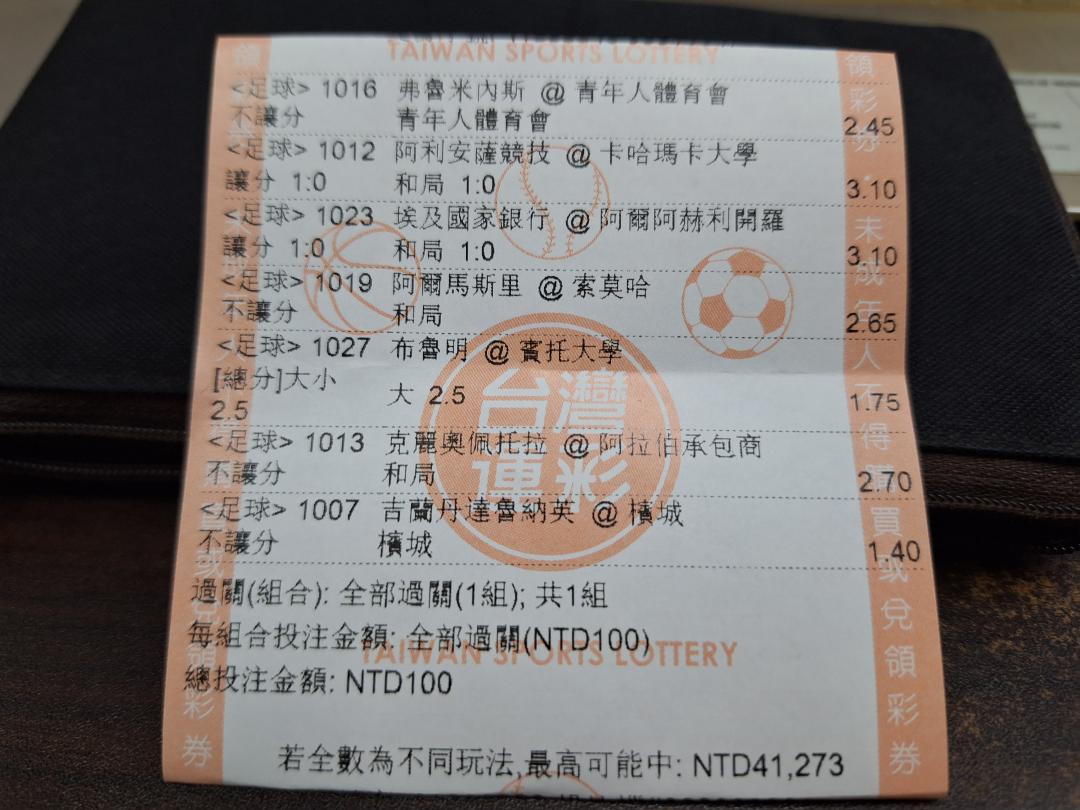 TAIWAN SPORTS LOTTERY
<足球> 1016 弗魯米內斯 @ 青年人體育會
不讓分 青年人體育會 2.45
<足球> 1012 阿利安薩競技 @ 卡哈瑪卡大學
讓分 1:0 和局 1:0 3.10
<足球> 1023 埃及國家銀行 @ 阿爾阿赫利開羅
讓分 1:0 和局 1:0 3.10
<足球> 1019 阿爾馬斯里 @ 索莫哈
不讓分 和局 2.65
<足球> 1027 布魯明 @ 賓托大學
[總分]大小 大 2.5 1.75
2.5
<足球> 1013 克麗奧佩托拉 @ 阿拉伯承包商
不讓分 和局 2.70
<足球> 1007 吉蘭丹達魯納英 @ 檳城
不讓分 檳城 1.40
台灣
運彩
過關(組合): 全部過關(1組); 共1組
每組合投注金額: 全部過關(NTD100)
TAIWAN SPORTS LOTTERY
總投注金額: NTD100
若全數為不同玩法,最高可能中: NTD41,273
領彩券．未成年人不得購買或兌領彩券